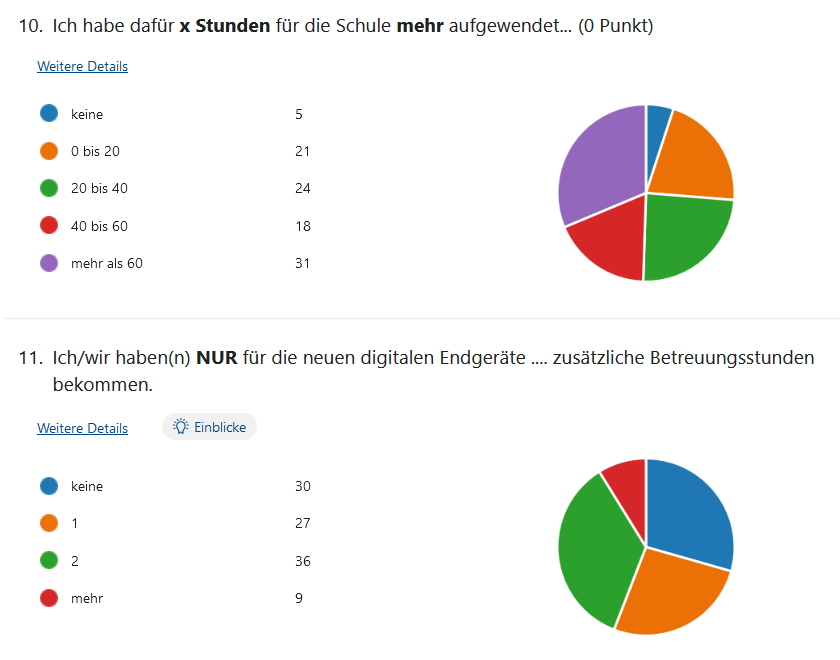 10. Ich habe dafür x Stunden für die Schule mehr aufgewendet... (0 Punkt)
Weitere Details
keine 5
0 bis 20 21
20 bis 40 24
40 bis 60 18
mehr als 60 31
11. Ich/wir haben(n) NUR für die neuen digitalen Endgeräte .... zusätzliche Betreuungsstunden
bekommen.
Weitere Details Einblicke
keine 30
1 27
2 36
mehr 9